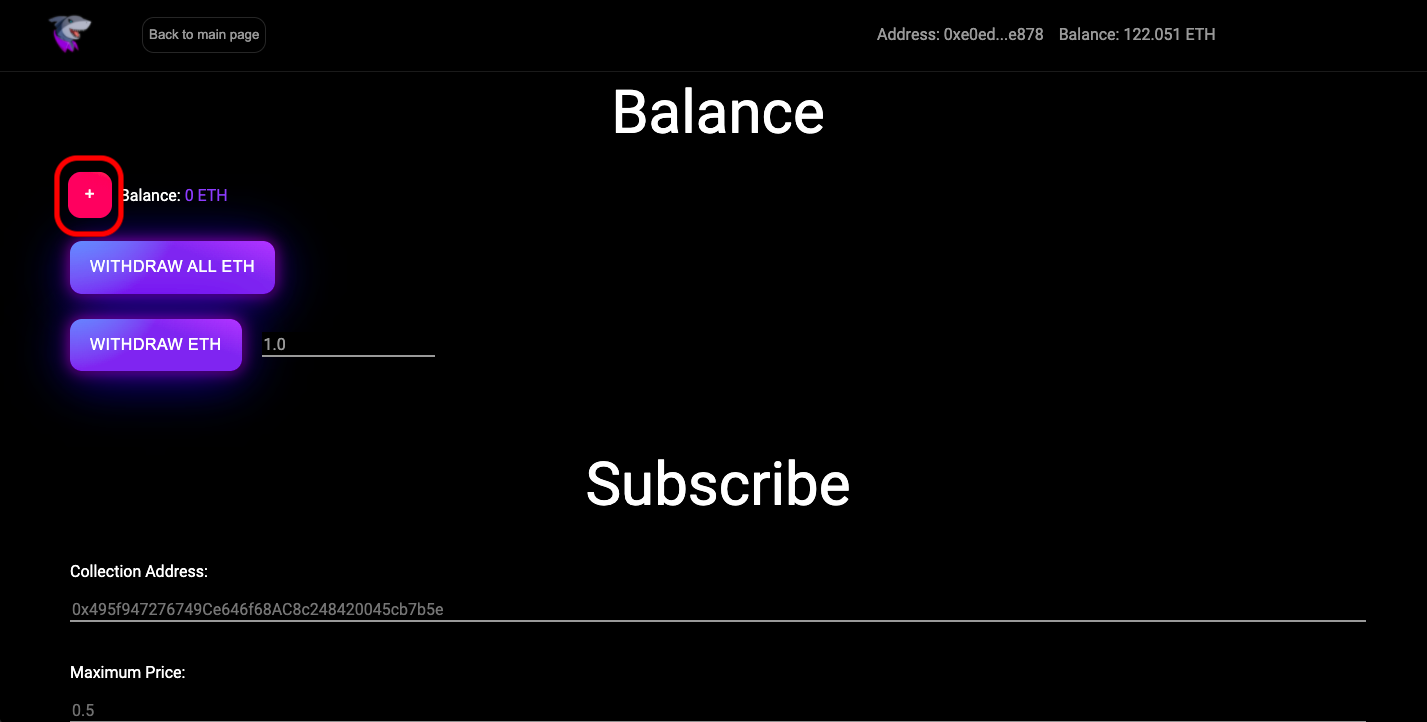 Back to main page
Address: 0xe0ed...e878 Balance: 122.051 ETH
Balance
+ Balance: 0 ETH
WITHDRAW ALL ETH
WITHDRAW ETH 1.0
Subscribe
Collection Address:
0x495f947276749Ce646f68AC8c248420045cb7b5e
Maximum Price:
0.5